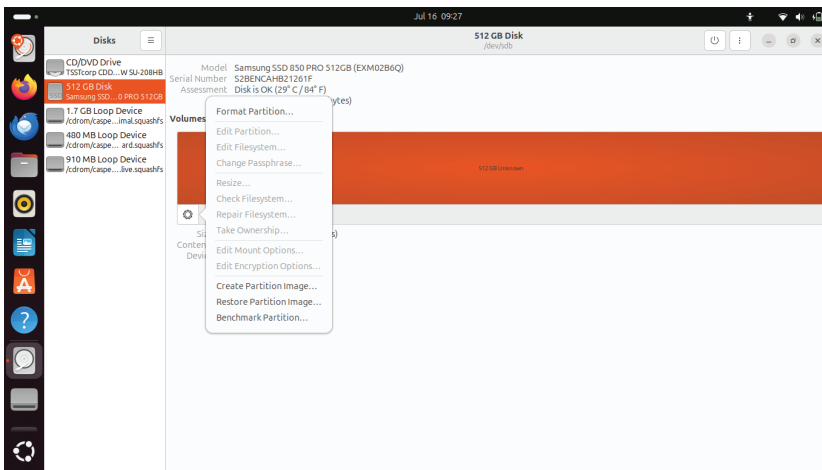 Jul 16 09:27
Disks
512 GB Disk
/dev/sdb
CD/DVD Drive
TSSTcorp CDD...W SU-208HB
512 GB Disk
Samsung SSD...0 PRO 512GB
1.7 GB Loop Device
/cdrom/caspe...imal.squashfs
480 MB Loop Device
/cdrom/caspe... ard.squashfs
910 MB Loop Device
/cdrom/caspe....live.squashfs
Model Samsung SSD 850 PRO 512GB (EXM02B6Q)
Serial Number S2BENCAHB21261F
Assessment Disk is OK (29° C / 84° F)
ytes)
Volumes
512 GB Unknown
Format Partition...
Edit Partition...
Edit Filesystem...
Change Passphrase...
Resize...
Check Filesystem...
Repair Filesystem...
Take Ownership...
Edit Mount Options...
Edit Encryption Options...
Create Partition Image...
Restore Partition Image...
Benchmark Partition...
Siz
s)
Conten
Devi